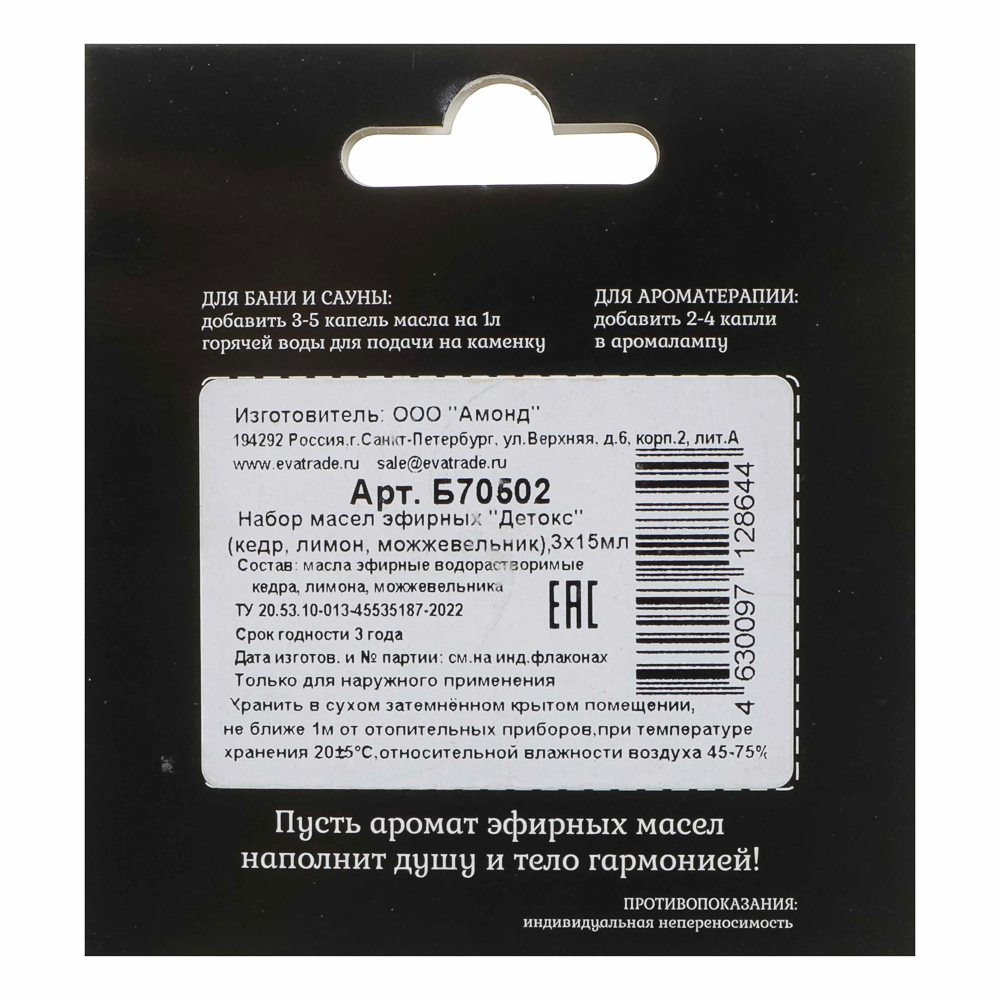 ДЛЯ БАНИ И САУНЫ:
добавить 3-5 капель масла на 1л
горячей воды для подачи на каменку
ДЛЯ АРОМАТЕРАПИИ:
добавить 2-4 капли
в аромалампу
Изготовитель: ООО "Амонд"
194292 Россия.г.Санкт-Петербург, ул.Верхняя, д.6, корп.2, лит.А
www.evatrade.ru sale@evatrade.ru
Арт. Б70602
Набор масел эфирных "Детокс"
(кедр, лимон, можжевельник),3х15мл
Состав: масла эфирные водорастворимые
кедра, лимона, можжевельника
ТУ 20.53.10-013-45535187-2022
Срок годности 3 года
Дата изготов. и № партии: см.на инд.флаконах
Только для наружного применения
Хранить в сухом затемнённом крытом помещении,
не ближе 1м от отопительных приборов,при температуре
хранения 20±5°С,относительной влажности воздуха 45-75%
EAC
4 630097 128644
Пусть аромат эфирных масел
наполнит душу и тело гармонией!
ПРОТИВОПОКАЗАНИЯ:
индивидуальная непереносимость